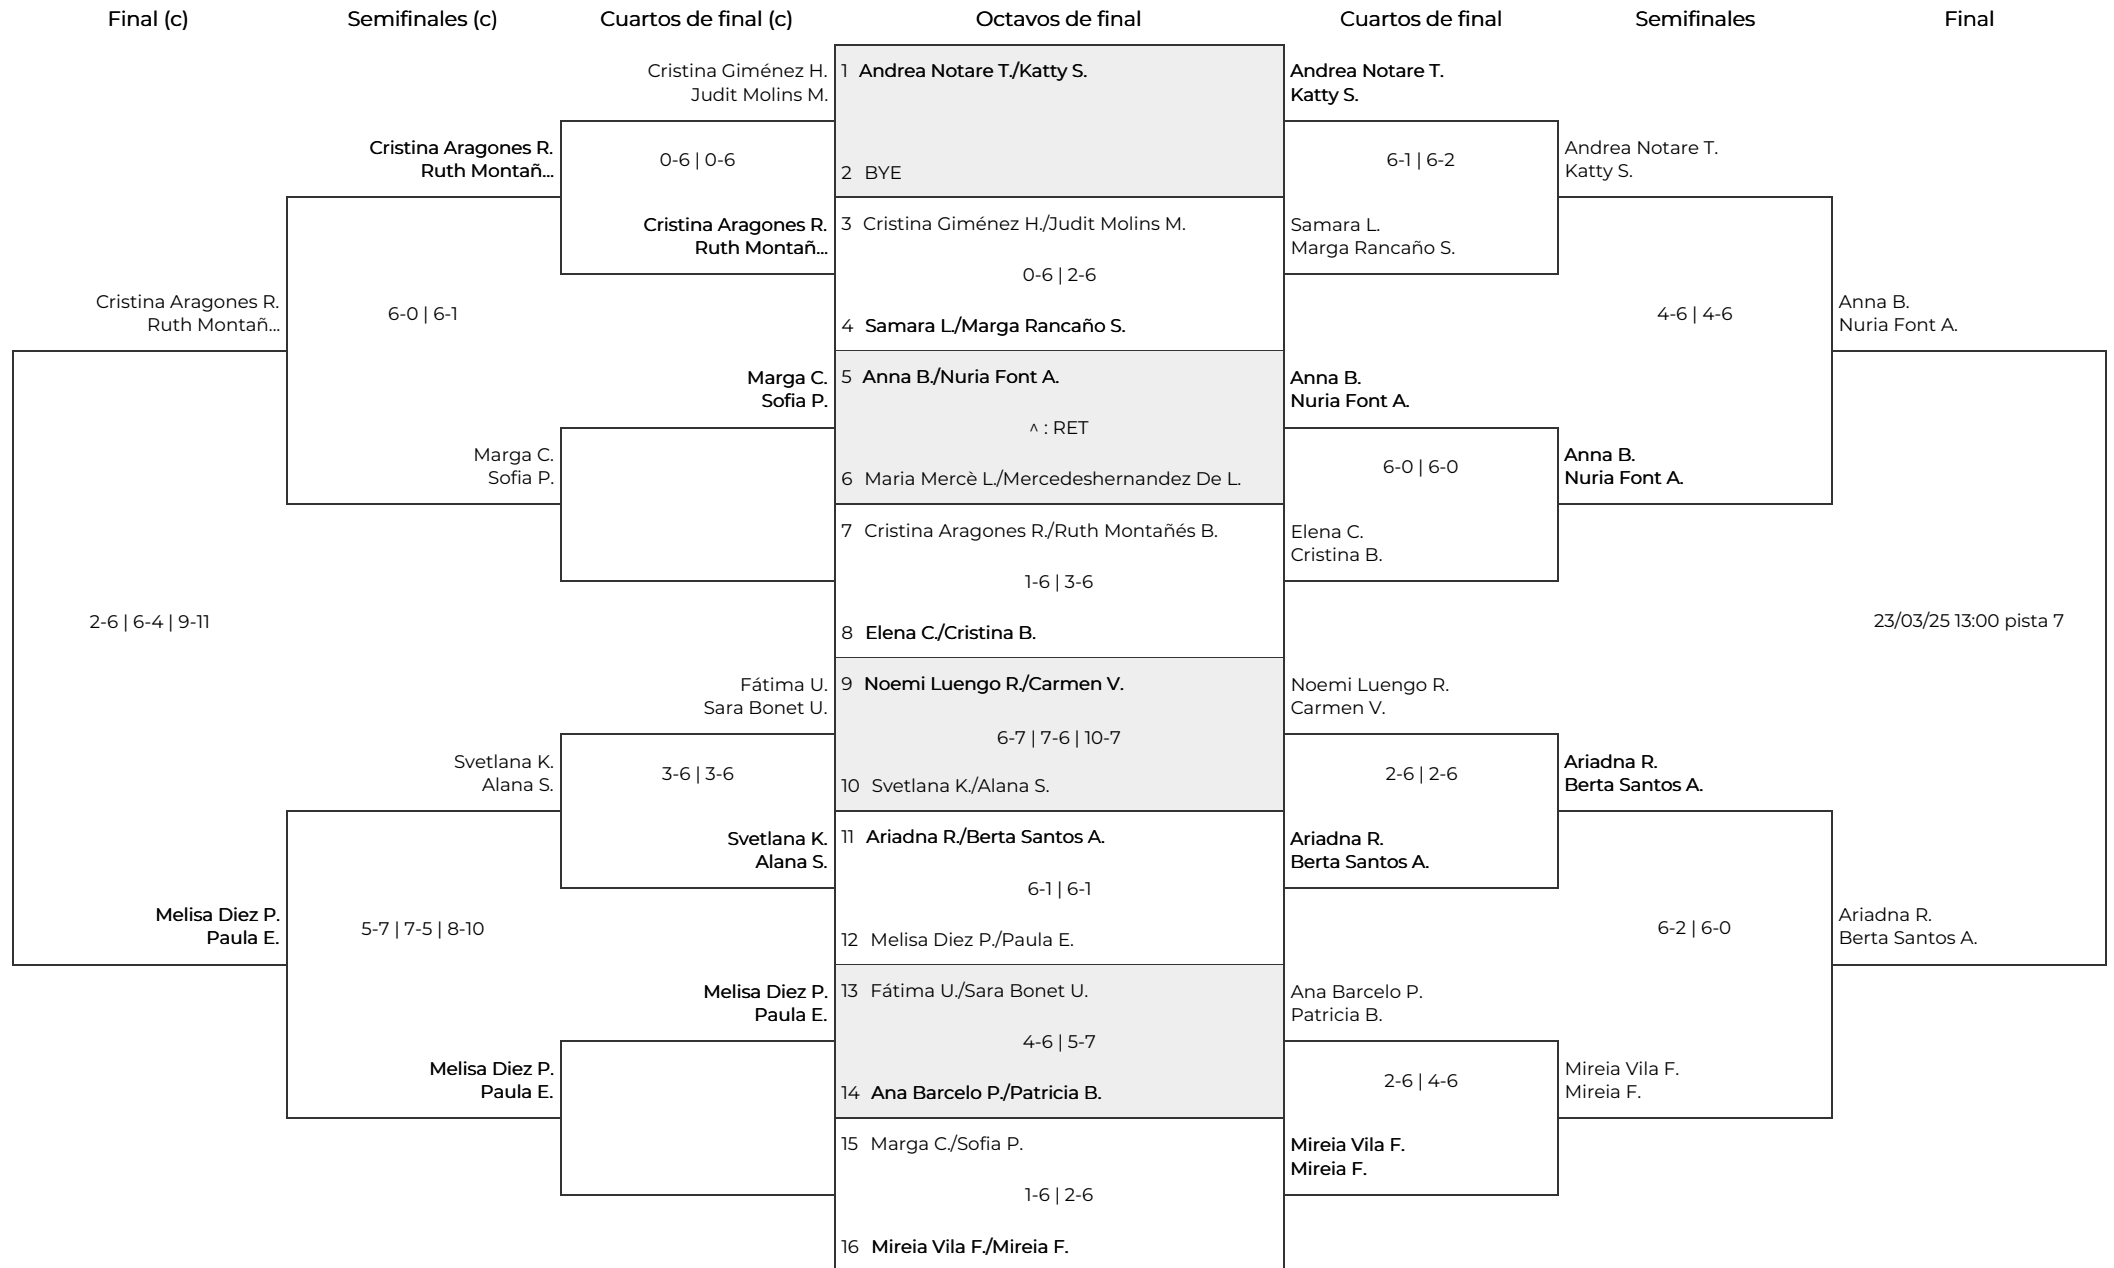 Final (c)
Semifinales (c)
Cuartos de final (c)
Octavos de final
Cuartos de final
Semifinales
Final
Cristina Aragones R.
Ruth Montañ...
2-6 | 6-4 | 9-11
Melisa Diez P.
Paula E.
Cristina Aragones R.
Ruth Montañ...
6-0 | 6-1
Marga C.
Sofia P.
Svetlana K.
Alana S.
5-7 | 7-5 | 8-10
Melisa Diez P.
Paula E.
Cristina Giménez H.
Judit Molins M.
0-6 | 0-6
Cristina Aragones R.
Ruth Montañ...
Marga C.
Sofia P.
Fátima U.
Sara Bonet U.
3-6 | 3-6
Svetlana K.
Alana S.
Melisa Diez P.
Paula E.
1 Andrea Notare T./Katty S.
2 BYE
3 Cristina Giménez H./Judit Molins M.
0-6 | 2-6
4 Samara L./Marga Rancaño S.
5 Anna B./Nuria Font A.
^ : RET
6 Maria Mercè L./Mercedeshernandez De L.
7 Cristina Aragones R./Ruth Montañés B.
1-6 | 3-6
8 Elena C./Cristina B.
9 Noemi Luengo R./Carmen V.
6-7 | 7-6 | 10-7
10 Svetlana K./Alana S.
11 Ariadna R./Berta Santos A.
6-1 | 6-1
12 Melisa Diez P./Paula E.
13 Fátima U./Sara Bonet U.
4-6 | 5-7
14 Ana Barcelo P./Patricia B.
15 Marga C./Sofia P.
1-6 | 2-6
16 Mireia Vila F./Mireia F.
Andrea Notare T.
Katty S.
6-1 | 6-2
Samara L.
Marga Rancaño S.
Anna B.
Nuria Font A.
6-0 | 6-0
Elena C.
Cristina B.
Noemi Luengo R.
Carmen V.
2-6 | 2-6
Ariadna R.
Berta Santos A.
Ana Barcelo P.
Patricia B.
2-6 | 4-6
Mireia Vila F.
Mireia F.
Andrea Notare T.
Katty S.
4-6 | 4-6
Anna B.
Nuria Font A.
Ariadna R.
Berta Santos A.
6-2 | 6-0
Mireia Vila F.
Mireia F.
Anna B.
Nuria Font A.
23/03/25 13:00 pista 7
Ariadna R.
Berta Santos A.